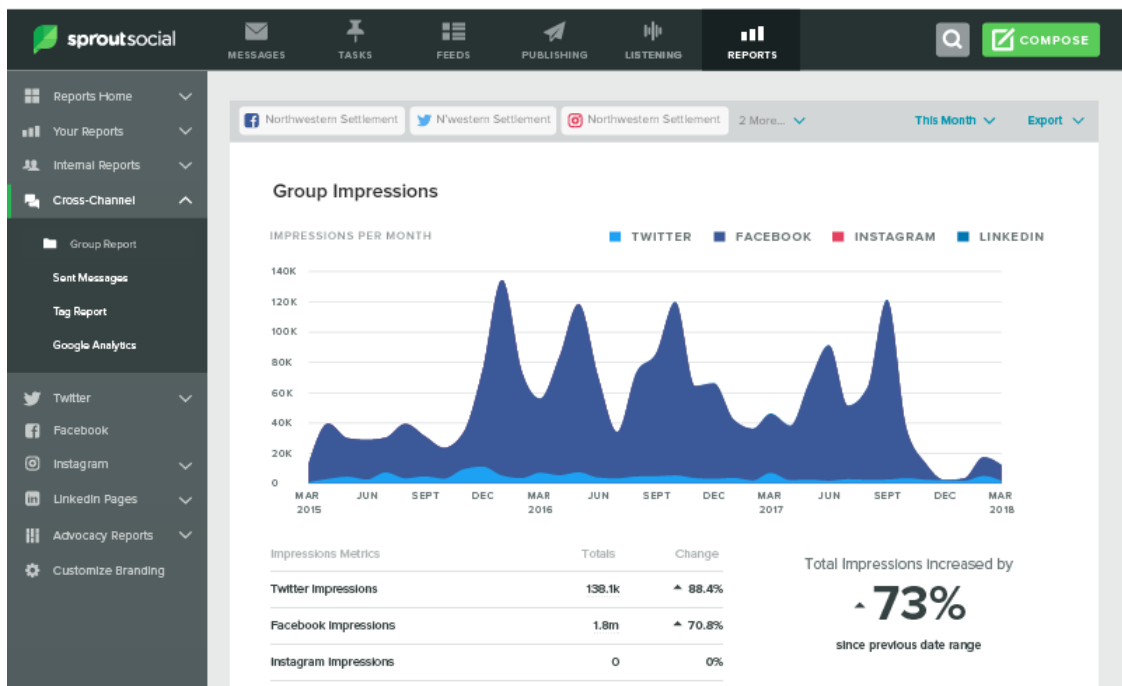 sproutsocial
MESSAGES TASKS FEEDS PUBLISHING LISTENING REPORTS
COMPOSE
Reports Home
Your Reports
Internal Reports
Cross-Channel
Group Report
Sent Messages
Tag Report
Google Analytics
Twitter
Facebook
Instagram
LinkedIn Pages
Advocacy Reports
Customize Branding
Northwestern Settlement N'western Settlement Northwestern Settlement 2 More... This Month Export
Group Impressions
IMPRESSIONS PER MONTH TWITTER FACEBOOK INSTAGRAM LINKEDIN
140K
120K
100K
80K
60K
40K
20K
0
MAR JUN SEPT DEC MAR JUN SEPT DEC MAR JUN SEPT DEC MAR
2015 2016 2017 2018
Impressions Metrics Totals Change
Twitter Impressions 138.1k 88.4%
Facebook Impressions 1.8m 70.8%
Instagram Impressions 0 0%
Total Impressions Increased by
73%
since previous date range